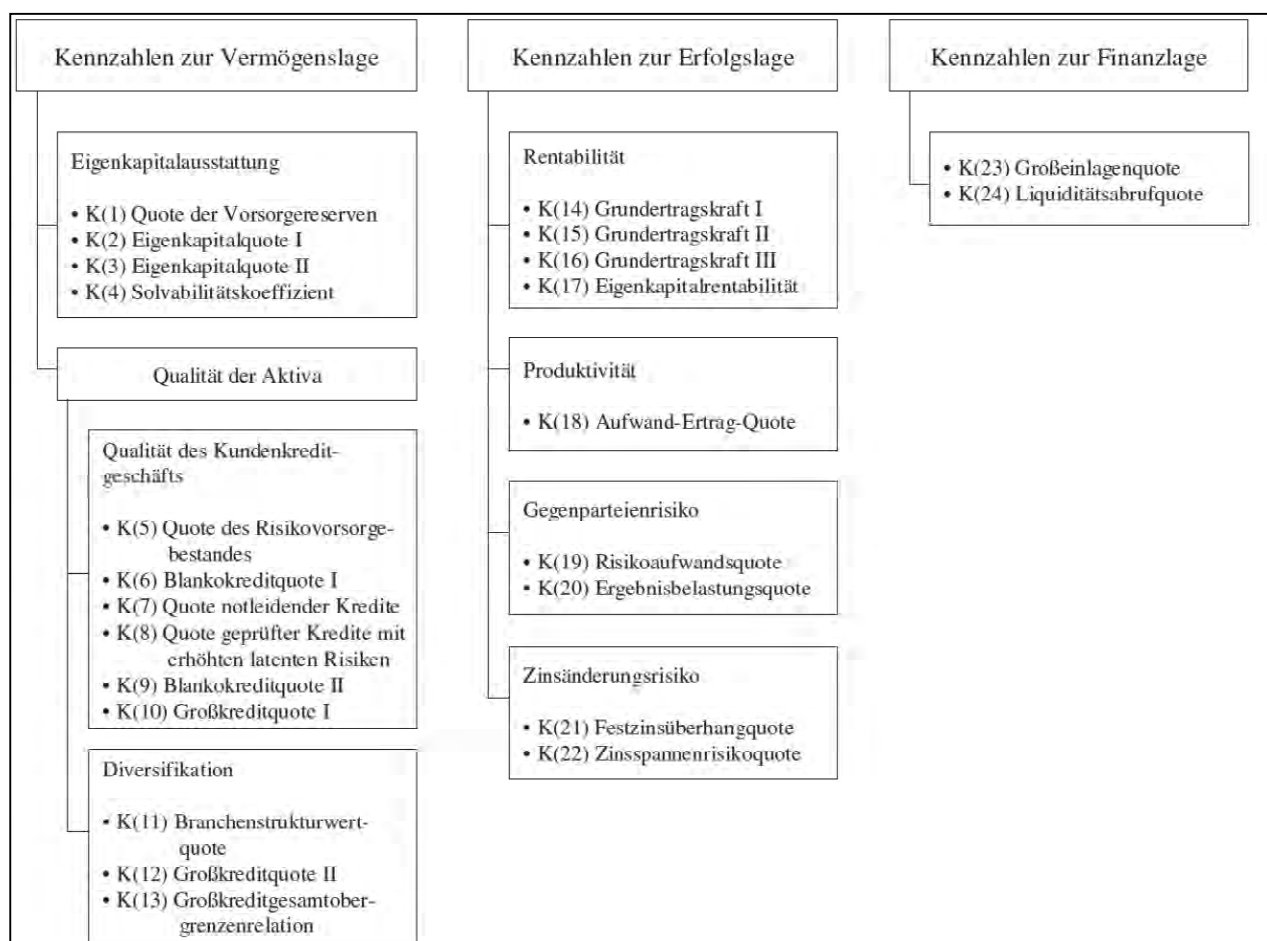 Kennzahlen zur Vermögenslage
Eigenkapitalausstattung
• K(1) Quote der Vorsorgereserven
• K(2) Eigenkapitalquote I
• K(3) Eigenkapitalquote II
• K(4) Solvabilitätskoeffizient
Qualität der Aktiva
Qualität des Kundenkredit-
geschäfts
• K(5) Quote des Risikovorsorge-
bestandes
• K(6) Blankokreditquote I
• K(7) Quote notleidender Kredite
• K(8) Quote geprüfter Kredite mit
erhöhten latenten Risiken
• K(9) Blankokreditquote II
• K(10) Großkreditquote I
Diversifikation
• K(11) Branchenstrukturwert-
quote
• K(12) Großkreditquote II
• K(13) Großkreditgesamtober-
grenzenrelation
Kennzahlen zur Erfolgslage
Rentabilität
• K(14) Grundertragskraft I
• K(15) Grundertragskraft II
• K(16) Grundertragskraft III
• K(17) Eigenkapitalrentabilität
Produktivität
• K(18) Aufwand-Ertrag-Quote
Gegenparteienrisiko
• K(19) Risikoaufwandsquote
• K(20) Ergebnisbelastungsquote
Zinsänderungsrisiko
• K(21) Festzinsüberhangquote
• K(22) Zinsspannenrisikoquote
Kennzahlen zur Finanzlage
• K(23) Großeinlagenquote
• K(24) Liquiditätsabrufquote